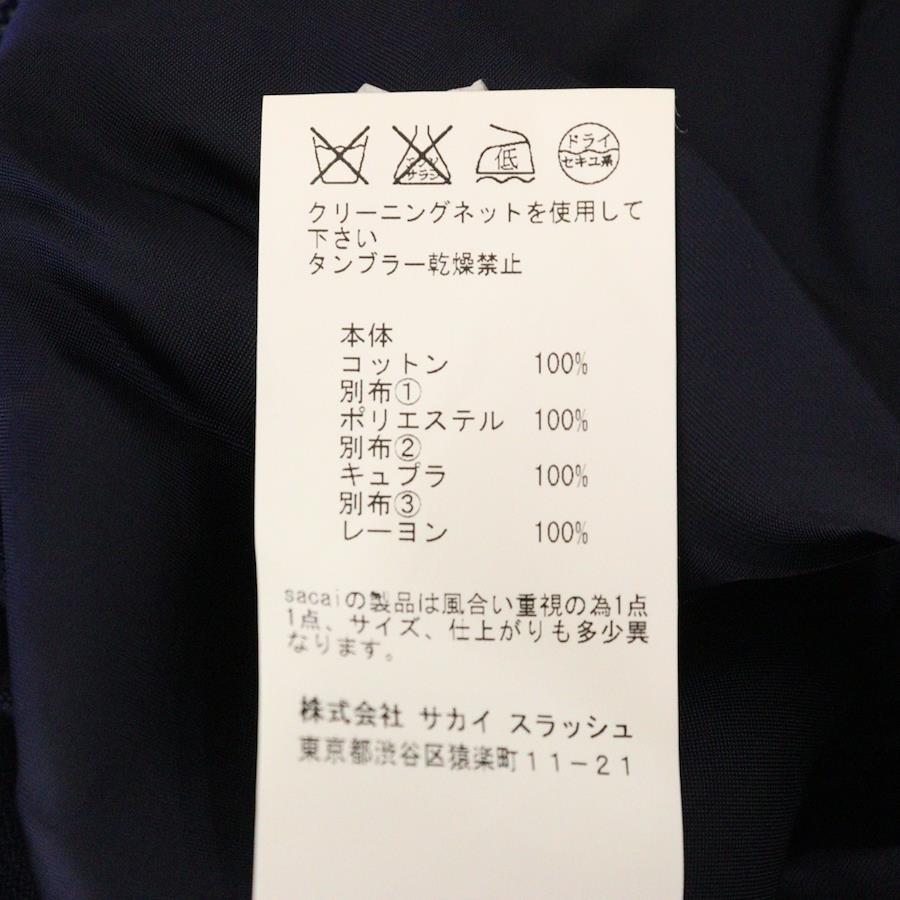 エンソ
サラシ
低
ドライ
セキユ系
クリーニングネットを使用して
下さい
タンブラー乾燥禁止
本体
コットン 100%
別布①
ポリエステル 100%
別布②
キュプラ 100%
別布③
レーヨン 100%
sacaiの製品は風合い重視の為1点
1点、サイズ、仕上がりも多少異
なります。
株式会社 サカイ スラッシュ
東京都渋谷区猿楽町11-21